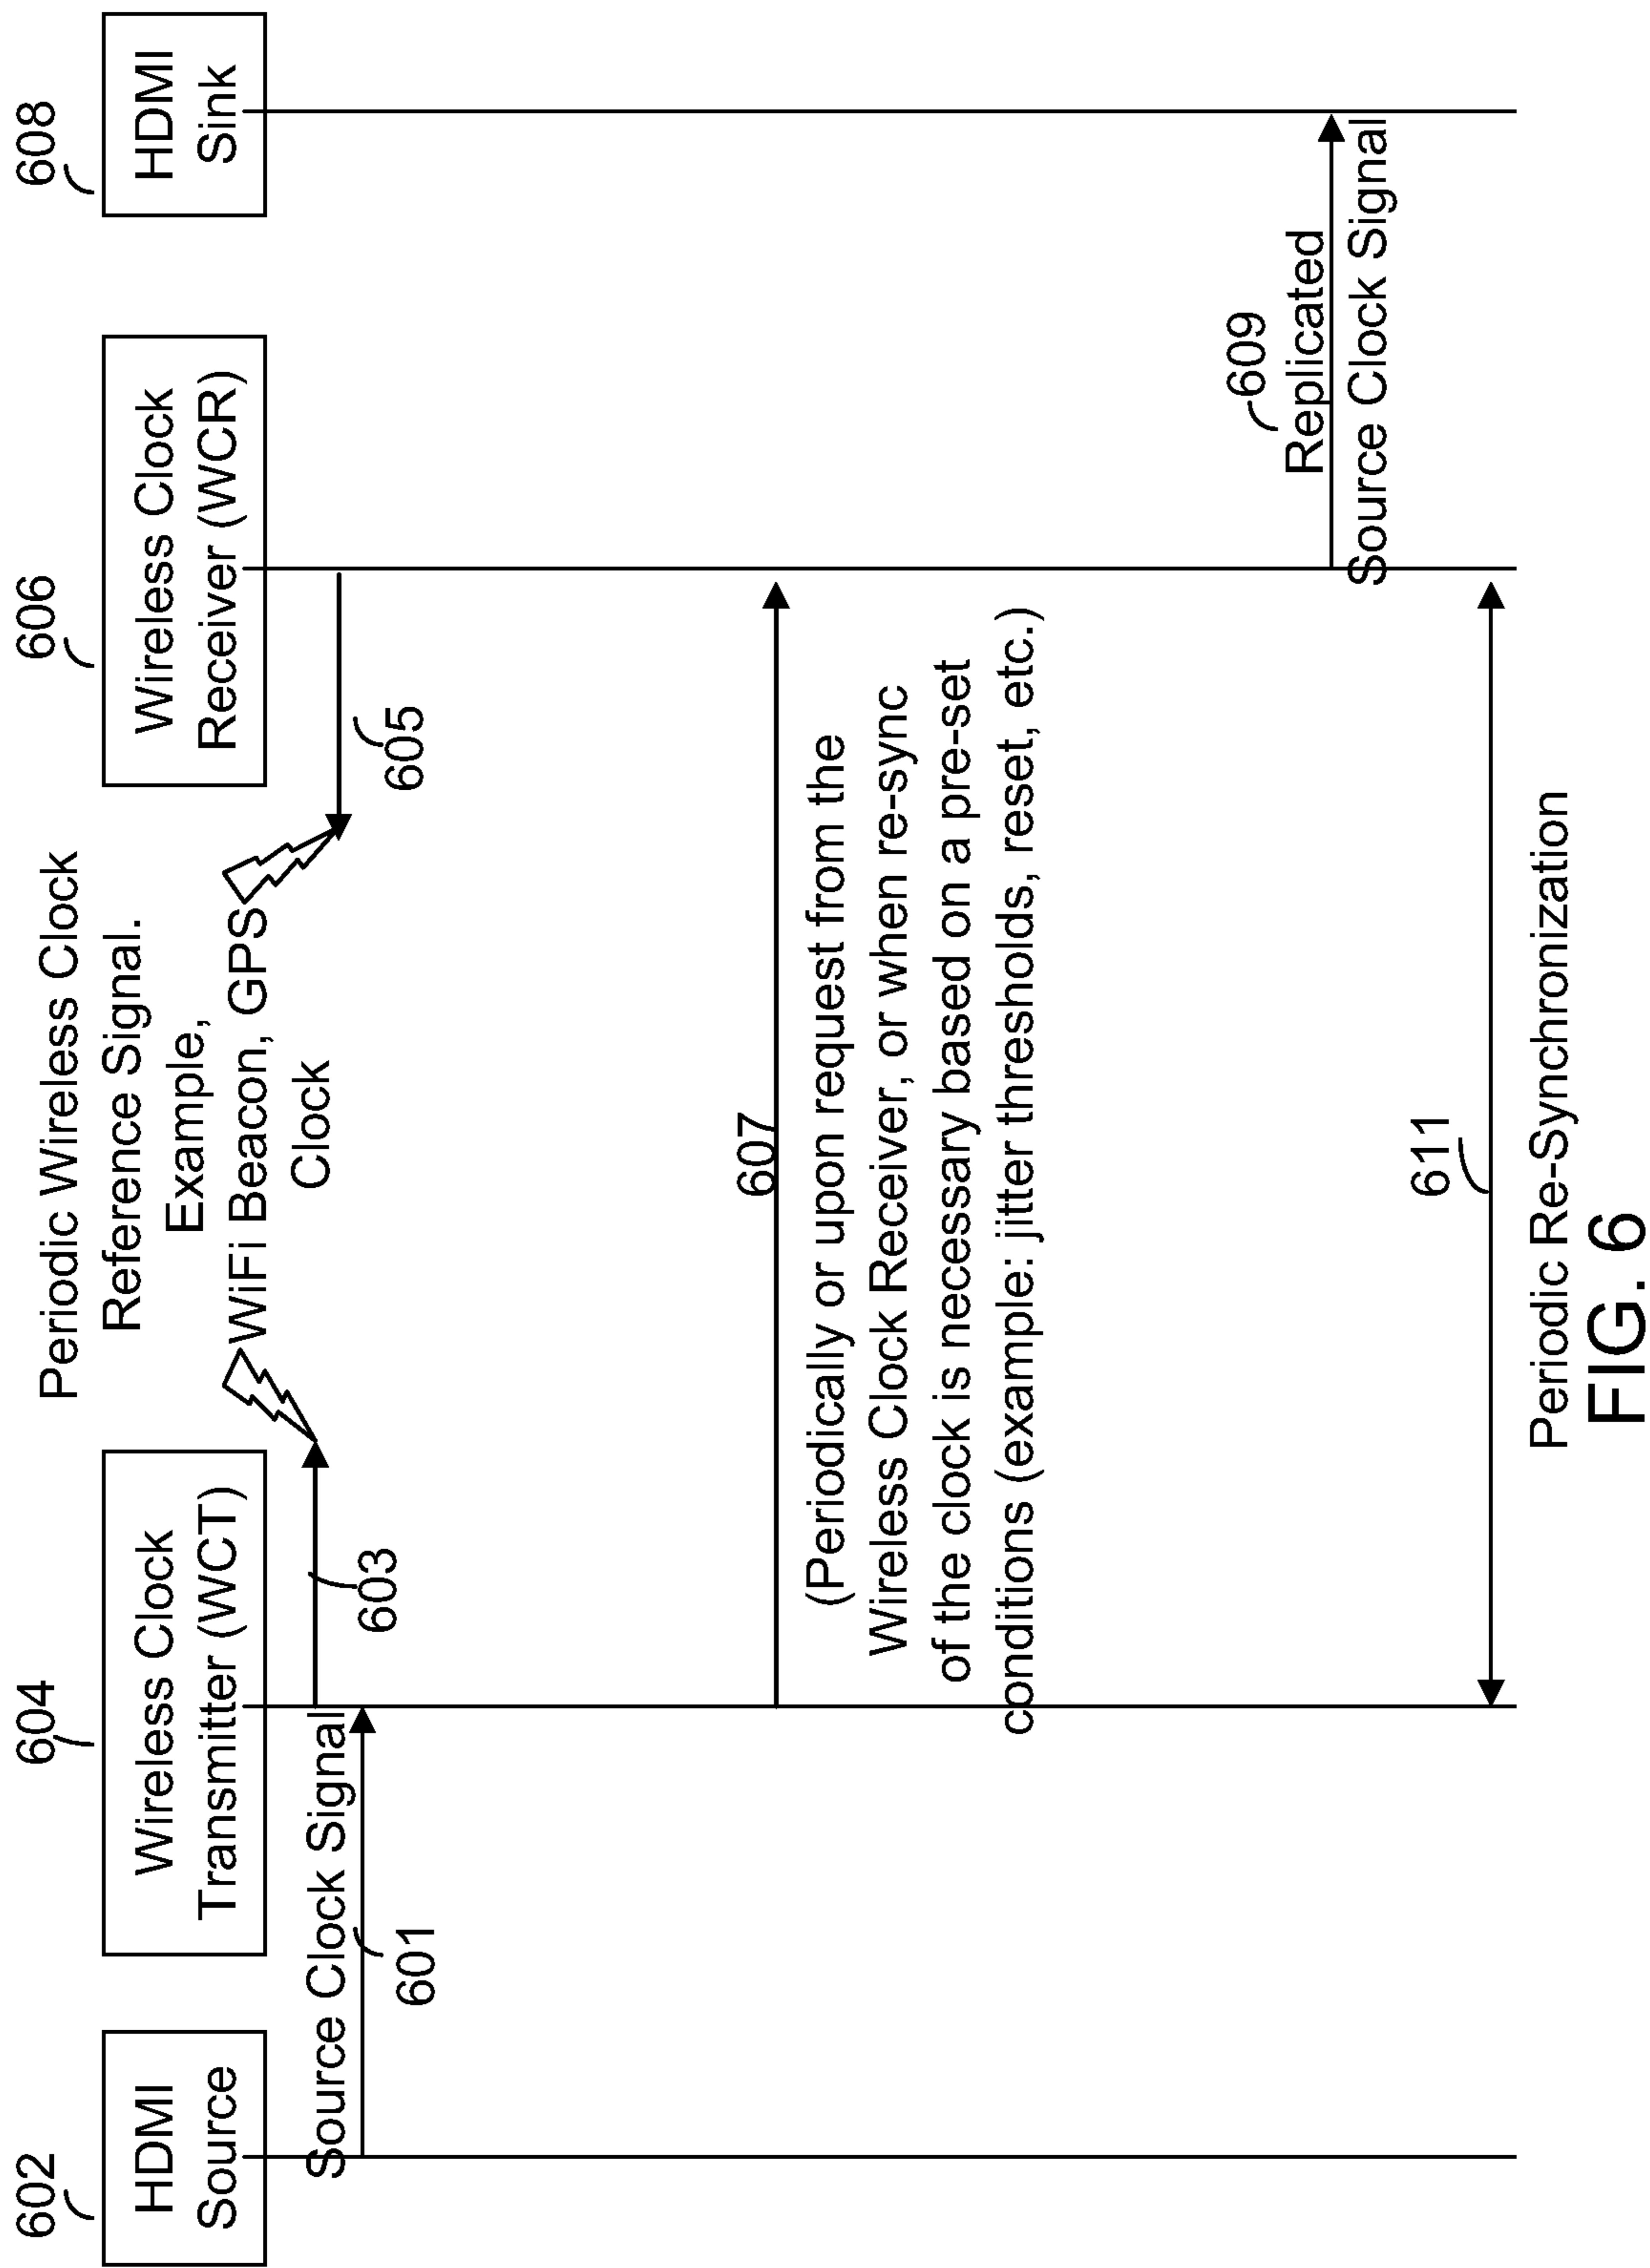 602
HDMI
Source
604
Wireless Clock
Transmitter (WCT)
Periodic Wireless Clock
Reference Signal.
Example,
WiFi Beacon, GPS
Clock
606
Wireless Clock
Receiver (WCR)
608
HDMI
Sink
Source Clock Signal
601
603
605
607
(Periodically or upon request from the
Wireless Clock Receiver, or when re-sync
of the clock is necessary based on a pre-set
conditions (example: jitter thresholds, reset, etc.)
609
Replicated
Source Clock Signal
611
Periodic Re-Synchronization
FIG. 6